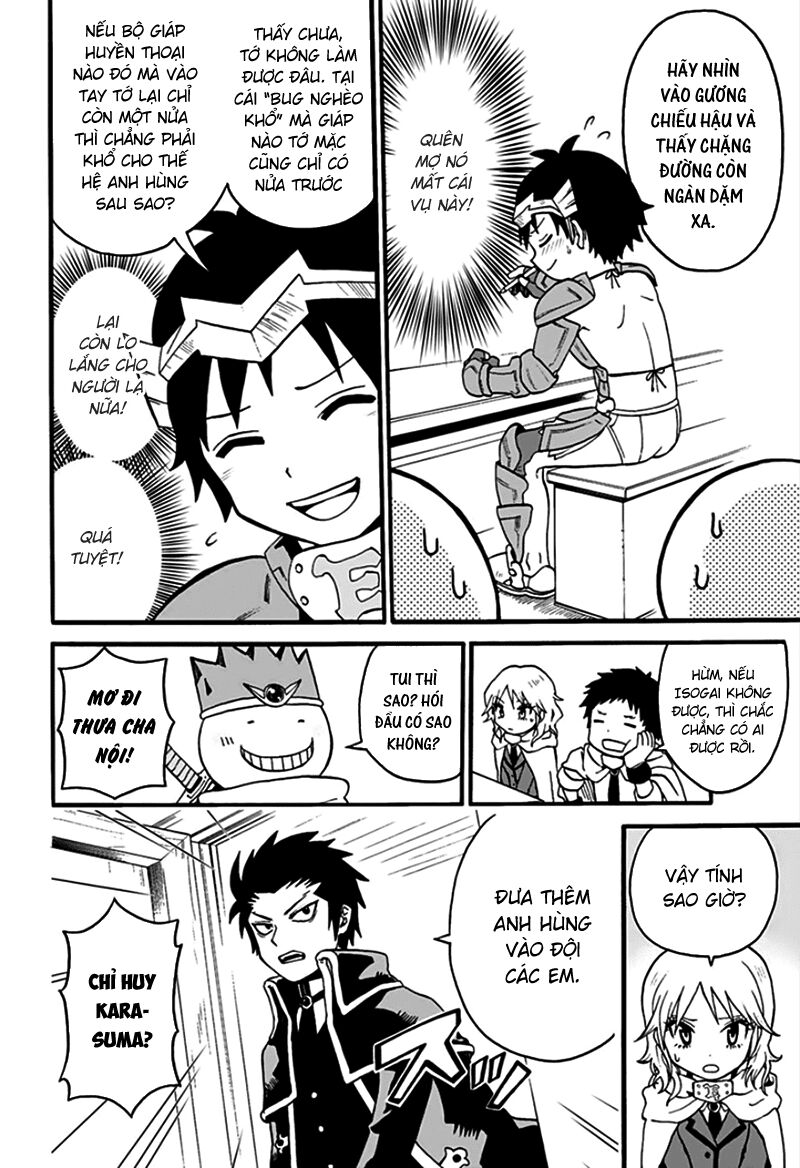 HÃY NHÌN
VÀO GƯƠNG
CHIẾU HẬU VÀ
THẤY CHẶNG
ĐƯỜNG CÒN
NGÀN DẶM
XA.
QUÊN
MỢ NÓ
MẤT CÁI
VỤ NÀY!
THẤY CHƯA,
TỚ KHÔNG LÀM
ĐƯỢC ĐÂU. TẠI
CÁI "BUG NGHÈO
KHỔ" MÀ GIÁP
NÀO TỚ MẶC
CŨNG CHỈ CÓ
NỬA TRƯỚC
NẾU BỘ GIÁP
HUYỀN THOẠI
NÀO ĐÓ MÀ VÀO
TAY TỚ LẠI CHỈ
CÒN MỘT NỬA
THÌ CHẲNG PHẢI
KHỔ CHO THẾ
HỆ ANH HÙNG
SAU SAO?
LẠI
CÒN LO
LẮNG CHO
NGƯỜI LẠ
NỮA!
QUÁ
TUYỆT!
HỪM, NẾU
ISOGAI KHÔNG
ĐƯỢC, THÌ CHẮC
CHẲNG CÓ AI
ĐƯỢC RỒI.
TUI THÌ
SAO? HÓI
ĐẦU CÓ SAO
KHÔNG?
MƠ ĐI
THƯA CHA
NỘI!
VẬY TÍNH
SAO GIỜ?
ĐƯA THÊM
ANH HÙNG
VÀO ĐỘI
CÁC EM.
CHỈ HUY
KARA-
SUMA?
ズッ